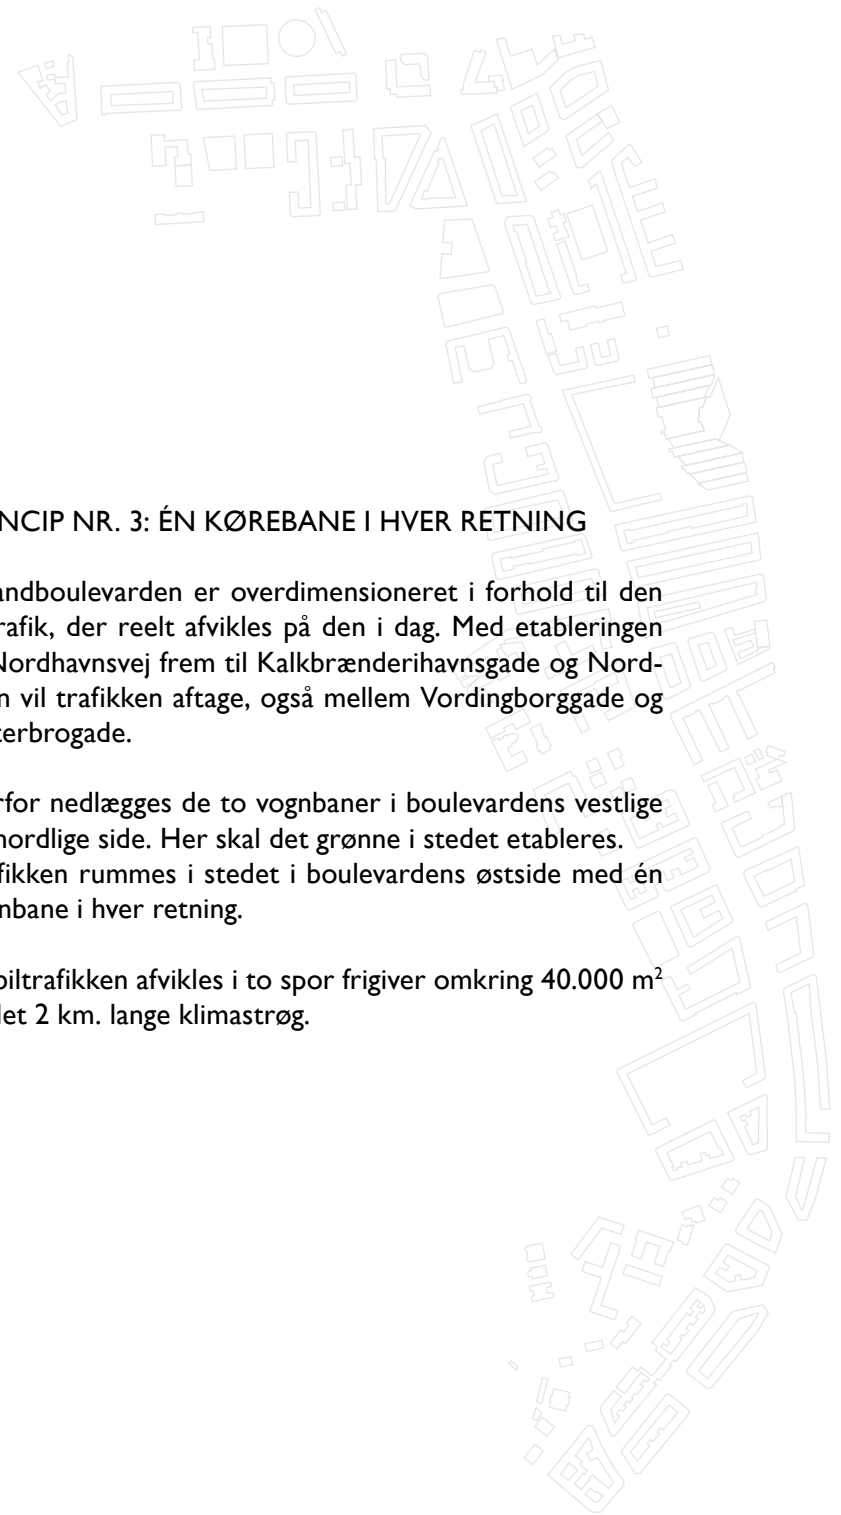 NCIP NR. 3: ÉN KØREBANE I HVER RETNING
andboulevarden er overdimensioneret i forhold til den
rafik, der reelt afvikles på den i dag. Med etableringen
Nordhavnsvej frem til Kalkbrænderihavnsgade og Nord-
n vil trafikken aftage, også mellem Vordingborggade og
terbrogade.
rfor nedlægges de to vognbaner i boulevardens vestlige
nordlige side. Her skal det grønne i stedet etableres.
fikken rummes i stedet i boulevardens østside med én
nbane i hver retning.
biltrafikken afvikles i to spor frigiver omkring 40.000 m²
det 2 km. lange klimastrøg.